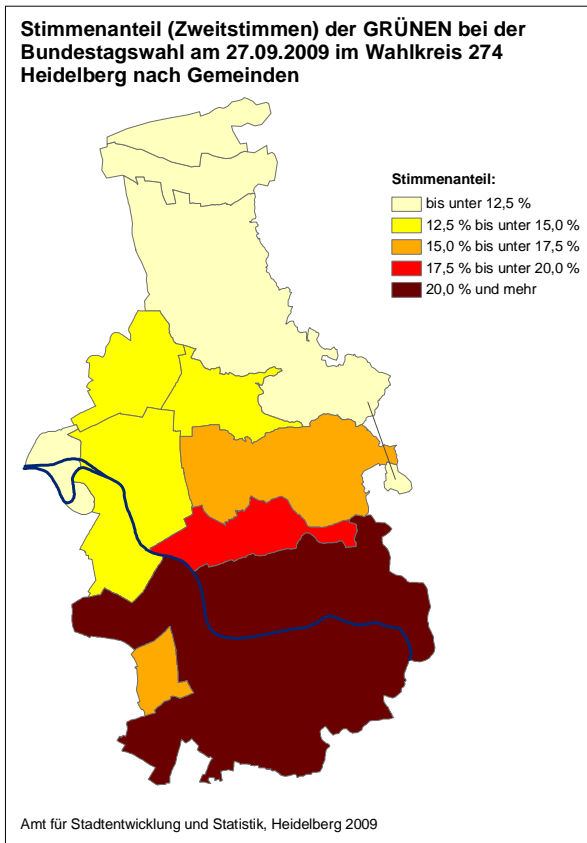 Stimmenanteil (Zweitstimmen) der GRÜNEN bei der
Bundestagswahl am 27.09.2009 im Wahlkreis 274
Heidelberg nach Gemeinden
Stimmenanteil:
bis unter 12,5 %
12,5 % bis unter 15,0 %
15,0 % bis unter 17,5 %
17,5 % bis unter 20,0 %
20,0 % und mehr
Amt für Stadtentwicklung und Statistik, Heidelberg 2009